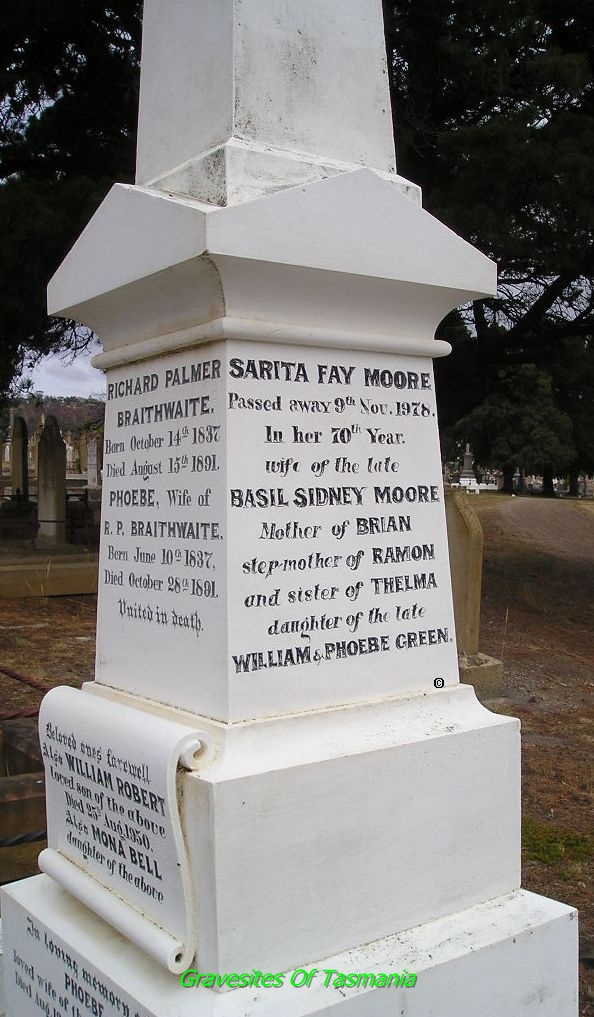 RICHARD PALMER
BRAITHWAITE.
Born October 14th 1837
Died August 15th 1891.
PHOEBE, Wife of
R. P. BRAITHWAITE.
Born June 10th 1837,
Died October 28th 1891.
United in death.
SARITA FAY MOORE
Passed away 9th Nov. 1978.
In her 70th Year.
wife of the late
BASIL SIDNEY MOORE
Mother of BRIAN
step-mother of RAMON
and sister of THELMA
daughter of the late
WILLIAM & PHOEBE GREEN.
©
Beloved ones farewell
Also WILLIAM ROBERT
loved son of the above
Died 25th Aug. 1950.
Also MONA BELL
daughter of the above
In loving memory
loved wife of
PHOEBE
Died Aug.
Gravesites Of Tasmania